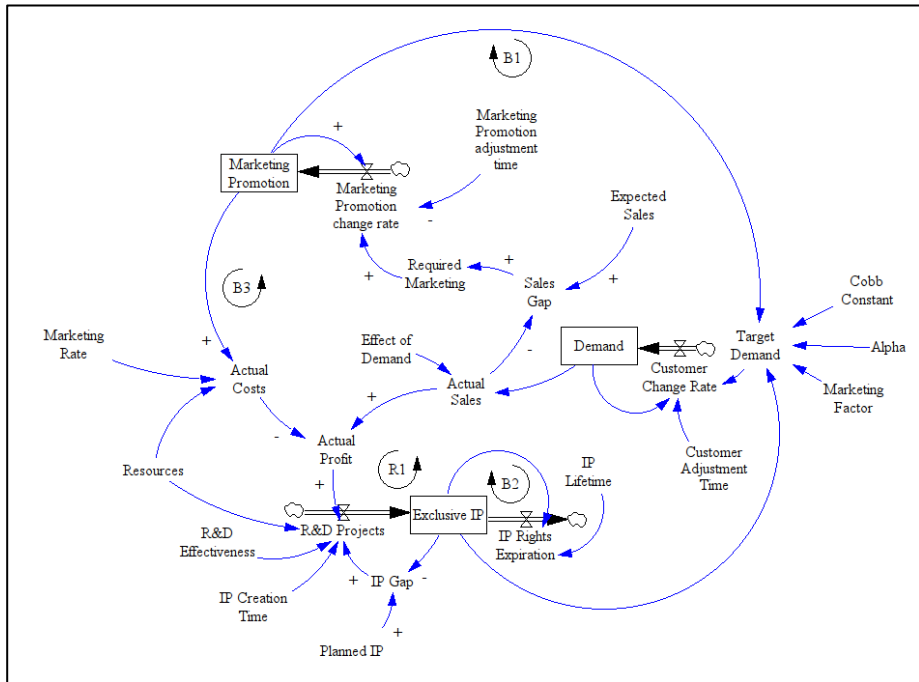 B1
+
Marketing
Promotion
adjustment
time
Marketing
Promotion
Marketing
Promotion
change rate
-
Expected
Sales
+
Required
Marketing
+
Sales
Gap
+
B3
Cobb
Constant
Marketing
Rate
+
Effect of
Demand
-
Demand
Target
Demand
Alpha
Actual
Costs
Actual
Sales
Customer
Change Rate
Marketing
Factor
+
-
Actual
Profit
Customer
Adjustment
Time
Resources
R1
B2
IP
Lifetime
+
Exclusive IP
R&D Projects
IP Rights
Expiration
R&D
Effectiveness
+
IP Gap
-
IP Creation
Time
Planned IP
+